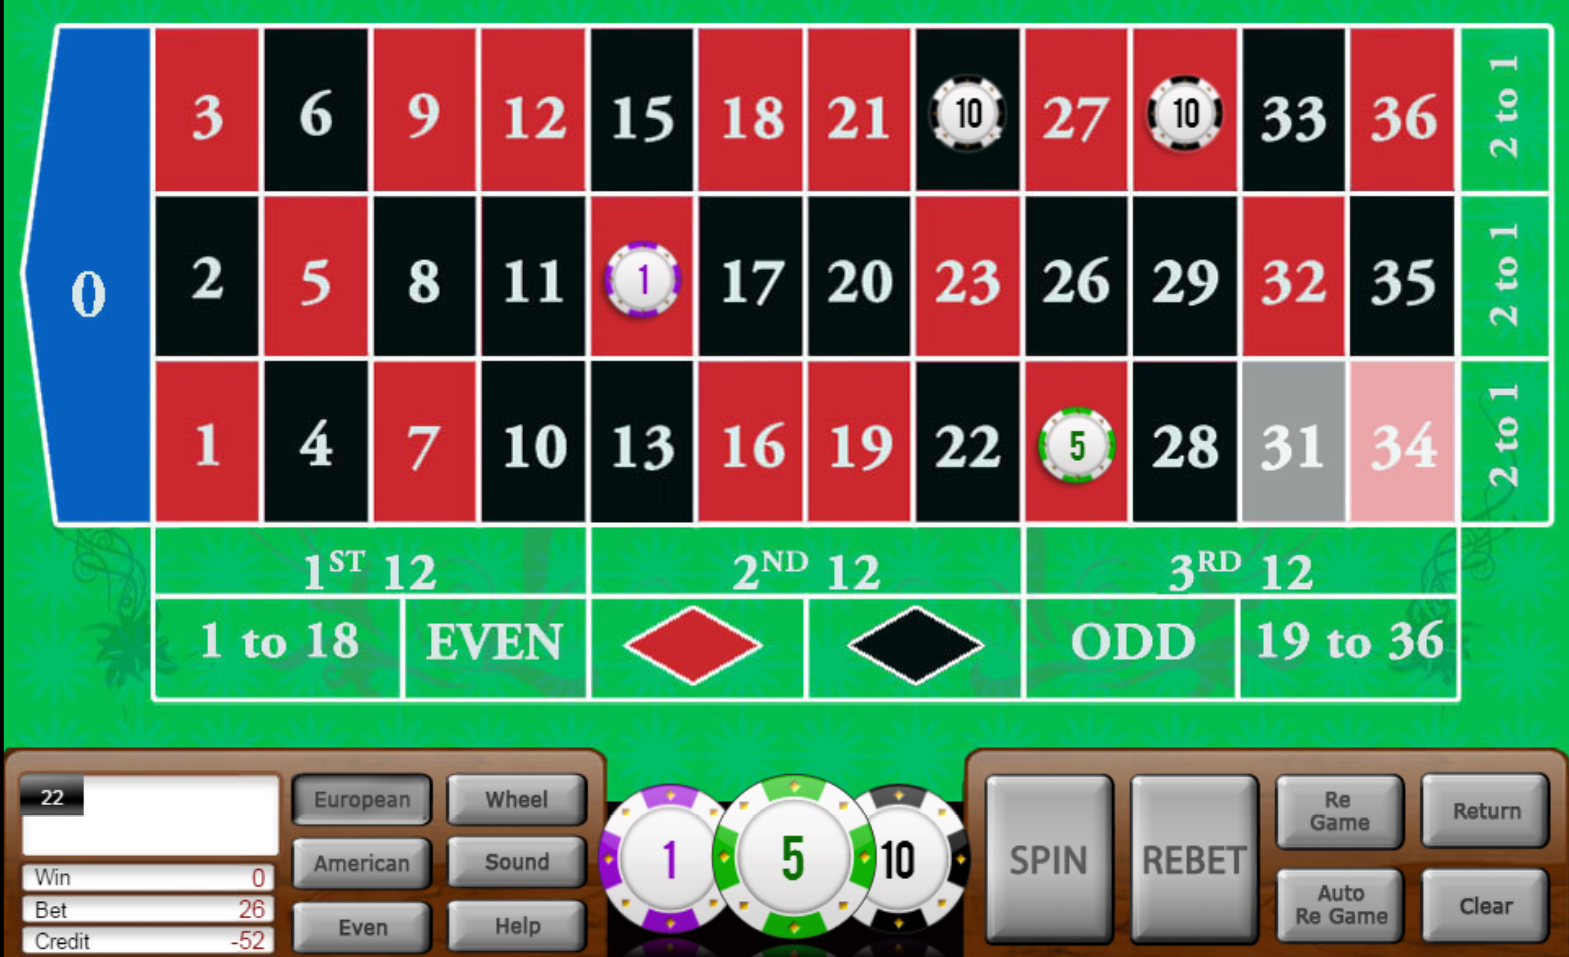 3 6 9 12 15 18 21 10 27 10 33 36 2 to 1
0 2 5 8 11 1 17 20 23 26 29 32 35 2 to 1
1 4 7 10 13 16 19 22 5 28 31 34 2 to 1
1ST 12 2ND 12 3RD 12
1 to 18 EVEN ODD 19 to 36
22
Win 0
Bet 26
Credit -52
European Wheel
American Sound
Even Help
1 5 10
SPIN REBET
Re
Game
Return
Auto
Re Game
Clear